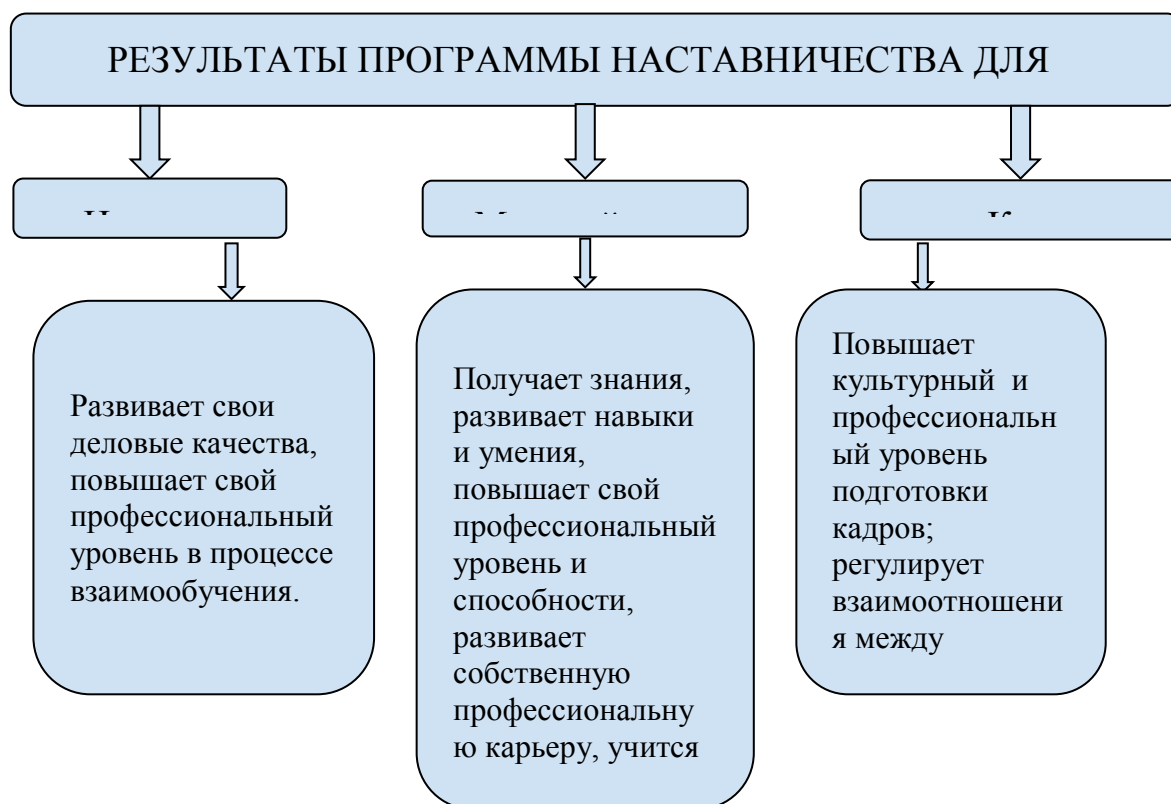 РЕЗУЛЬТАТЫ ПРОГРАММЫ НАСТАВНИЧЕСТВА ДЛЯ
Развивает свои
деловые качества,
повышает свой
профессиональный
уровень в процессе
взаимообучения.
Получает знания,
развивает навыки
и умения,
повышает свой
профессиональный
уровень и
способности,
развивает
собственную
профессиональну
ю карьеру, учится
Повышает
культурный и
профессиональн
ый уровень
подготовки
кадров;
регулирует
взаимоотношени
я между